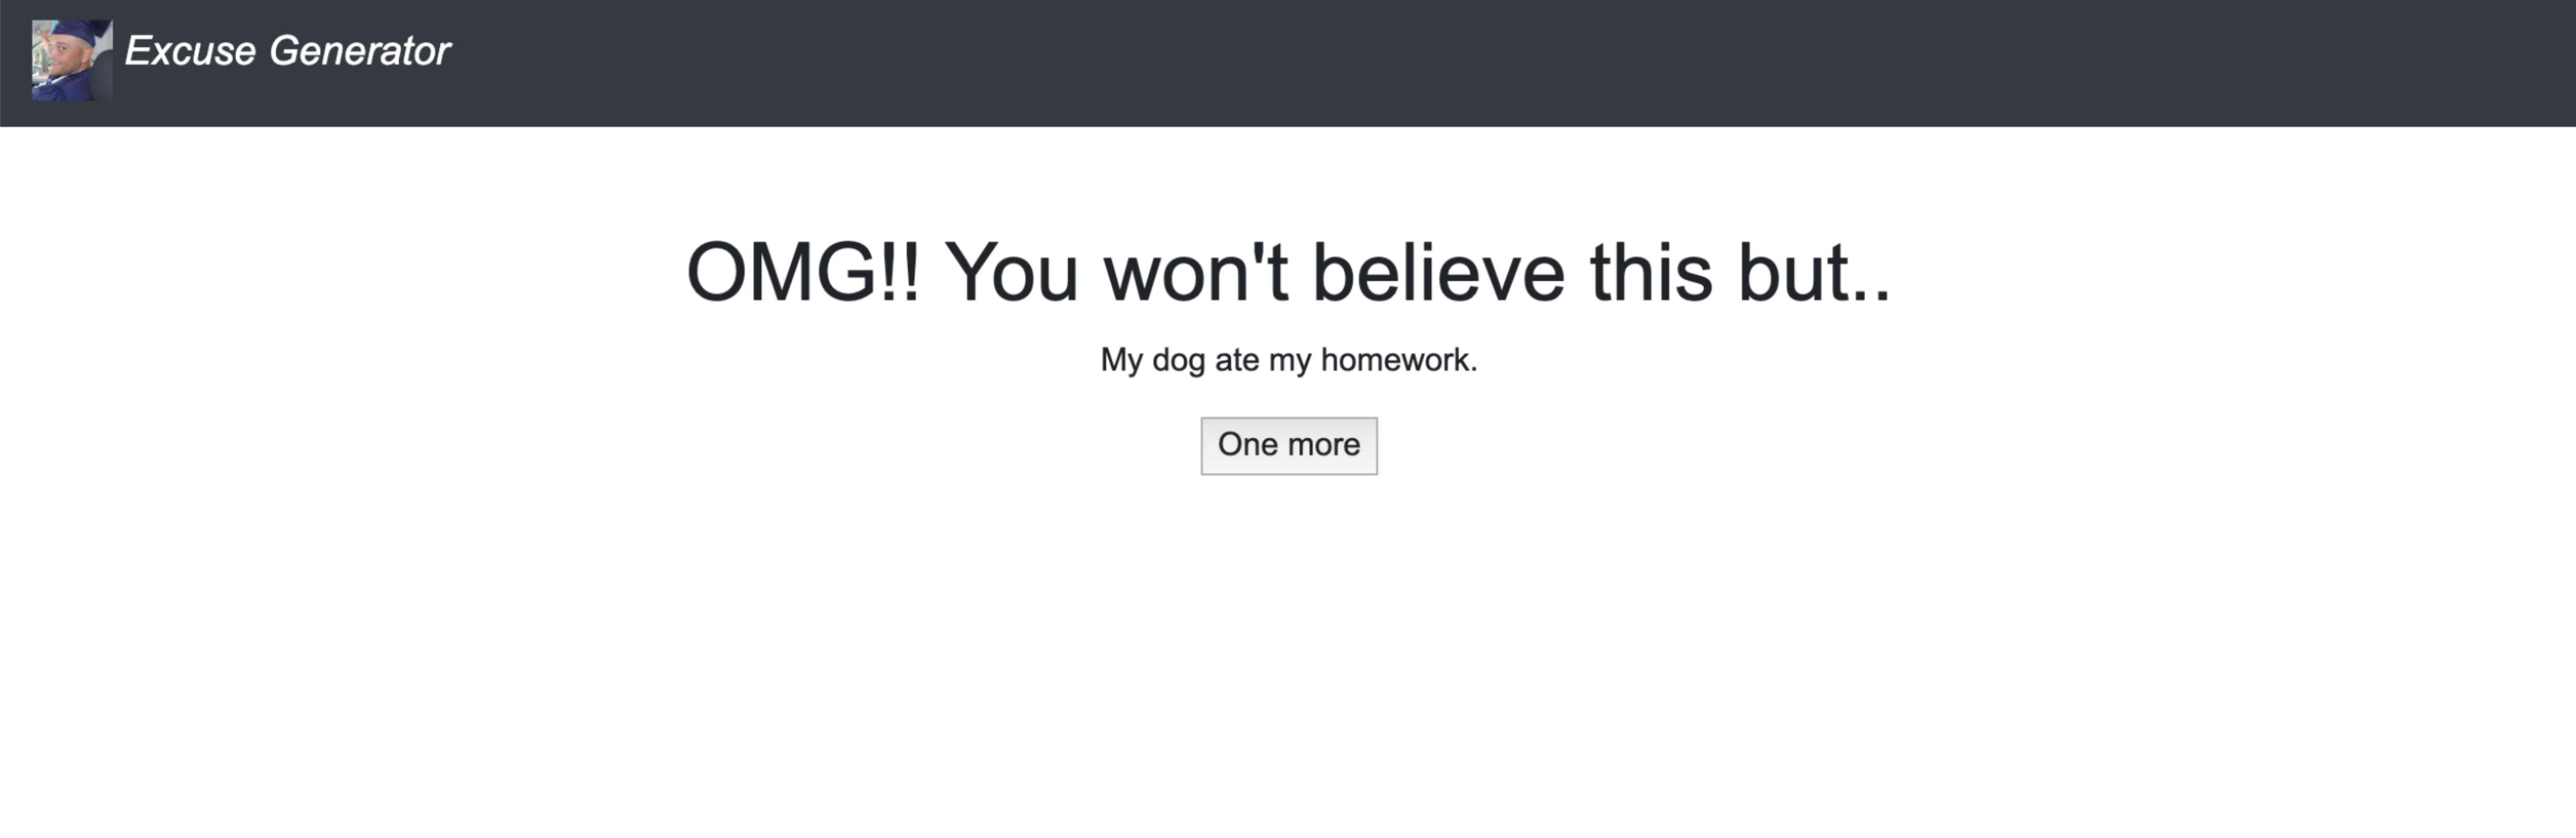 Excuse Generator
OMG!! You won't believe this but..
My dog ate my homework.
One more